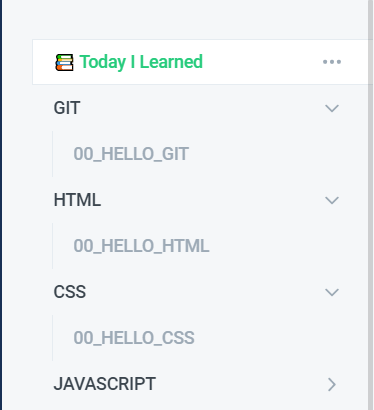 Today I Learned
GIT
00_HELLO_GIT
HTML
00_HELLO_HTML
CSS
00_HELLO_CSS
JAVASCRIPT